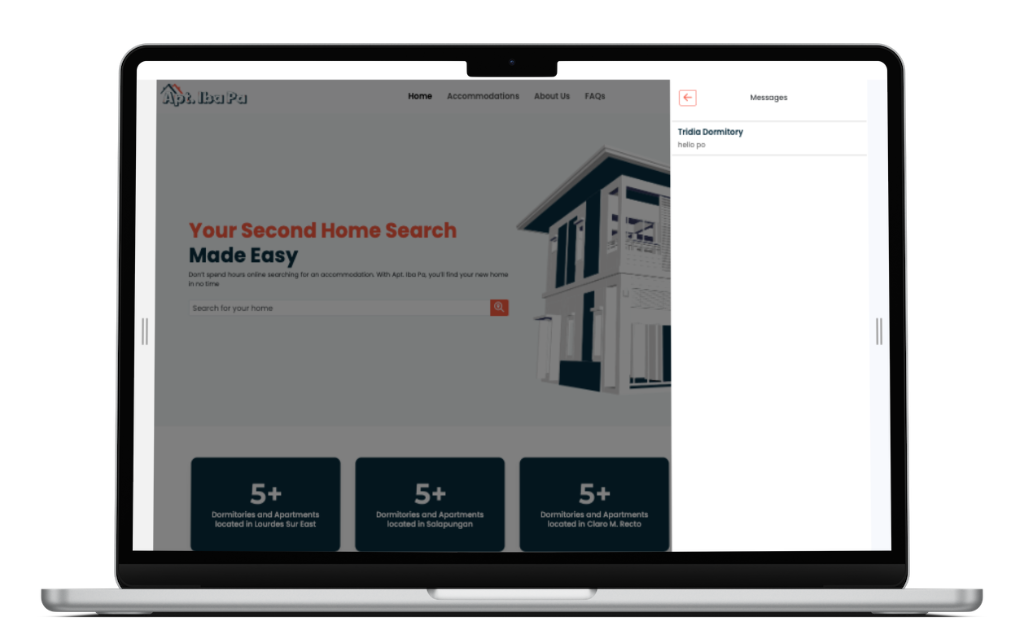 Apt. Iba Pa
Home Accommodations About Us FAQs
Your Second Home Search
Made Easy
Don't spend hours online searching for an accommodation. With Apt. Iba Pa, you'll find your new home
in no time
Search for your home
5+
Dormitories and Apartments
located in Lourdes Sur East
5+
Dormitories and Apartments
located in Salapungan
5+
Dormitories and Apartments
located in Claro M. Recto
Messages
Tridia Dormitory
hello po